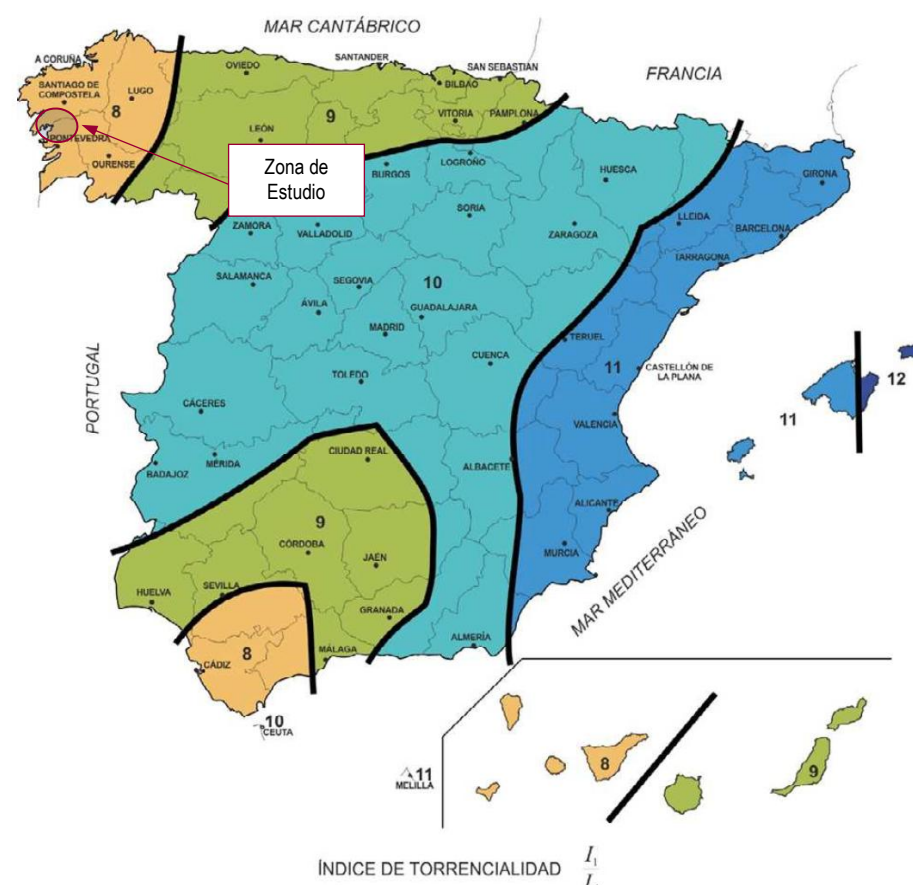 MAR CANTÁBRICO
A CORUÑA
SANTIAGO DE
COMPOSTELA
LUGO
8
PONTEVEDRA
OURENSE
OVIEDO
SANTANDER
SAN SEBASTIAN
BILBAO
VITORIA
PAMPLONA
LEÓN
9
FRANCIA
Zona de
Estudio
BURGOS
LOGROÑO
HUESCA
GIRONA
LLEIDA
BARCELONA
TARRAGONA
ZAMORA
VALLADOLID
SORIA
ZARAGOZA
SALAMANCA
SEGOVIA
10
ÁVILA
GUADALAJARA
MADRID
TERUEL
CUENCA
TOLEDO
11
CASTELLÓN DE
LA PLANA
12
PORTUGAL
CÁCERES
VALENCIA
11
MÉRIDA
BADAJOZ
CIUDAD REAL
ALBACETE
ALICANTE
9
CÓRDOBA
JAEN
MURCIA
MAR MEDITERRÁNEO
HUELVA
SEVILLA
GRANADA
ALMERÍA
MÁLAGA
CÁDIZ
8
10
CEUTA
11
MELILLA
8
9
ÍNDICE DE TORRENCIALIDAD I₁